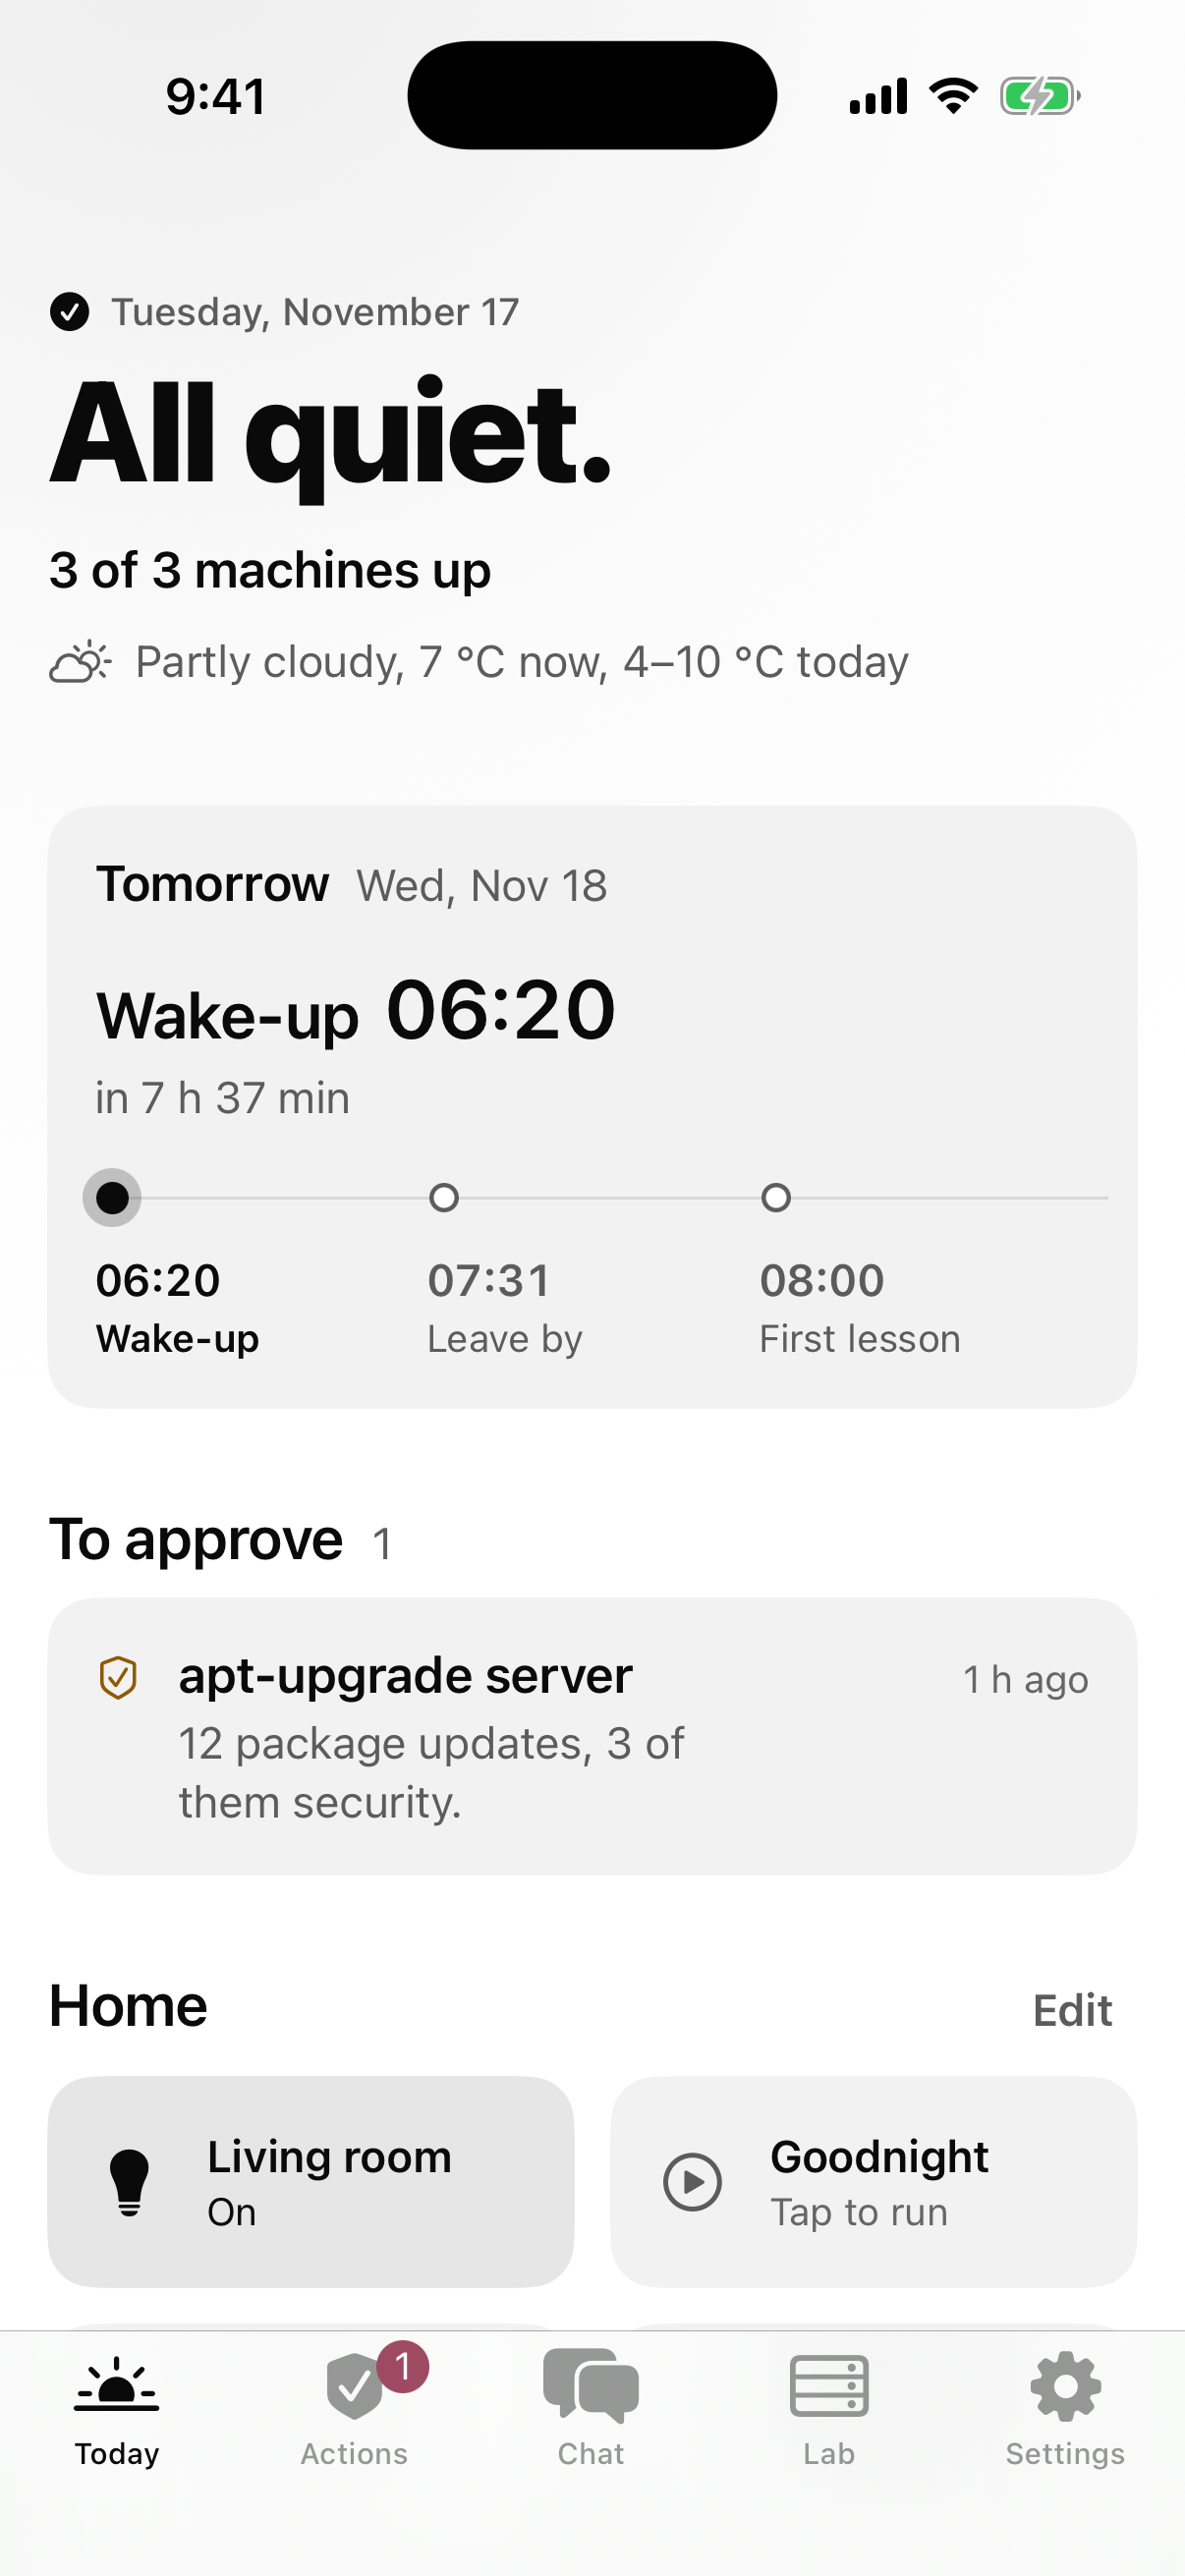 9:41
Tuesday, November 17
All quiet.
3 of 3 machines up
Partly cloudy, 7 °C now, 4–10 °C today
Tomorrow Wed, Nov 18
Wake-up 06:20
in 7 h 37 min
06:20 07:31 08:00
Wake-up Leave by First lesson
To approve 1
apt-upgrade server 1 h ago
12 package updates, 3 of
them security.
Home Edit
Living room Goodnight
On Tap to run
1
Today Actions Chat Lab Settings